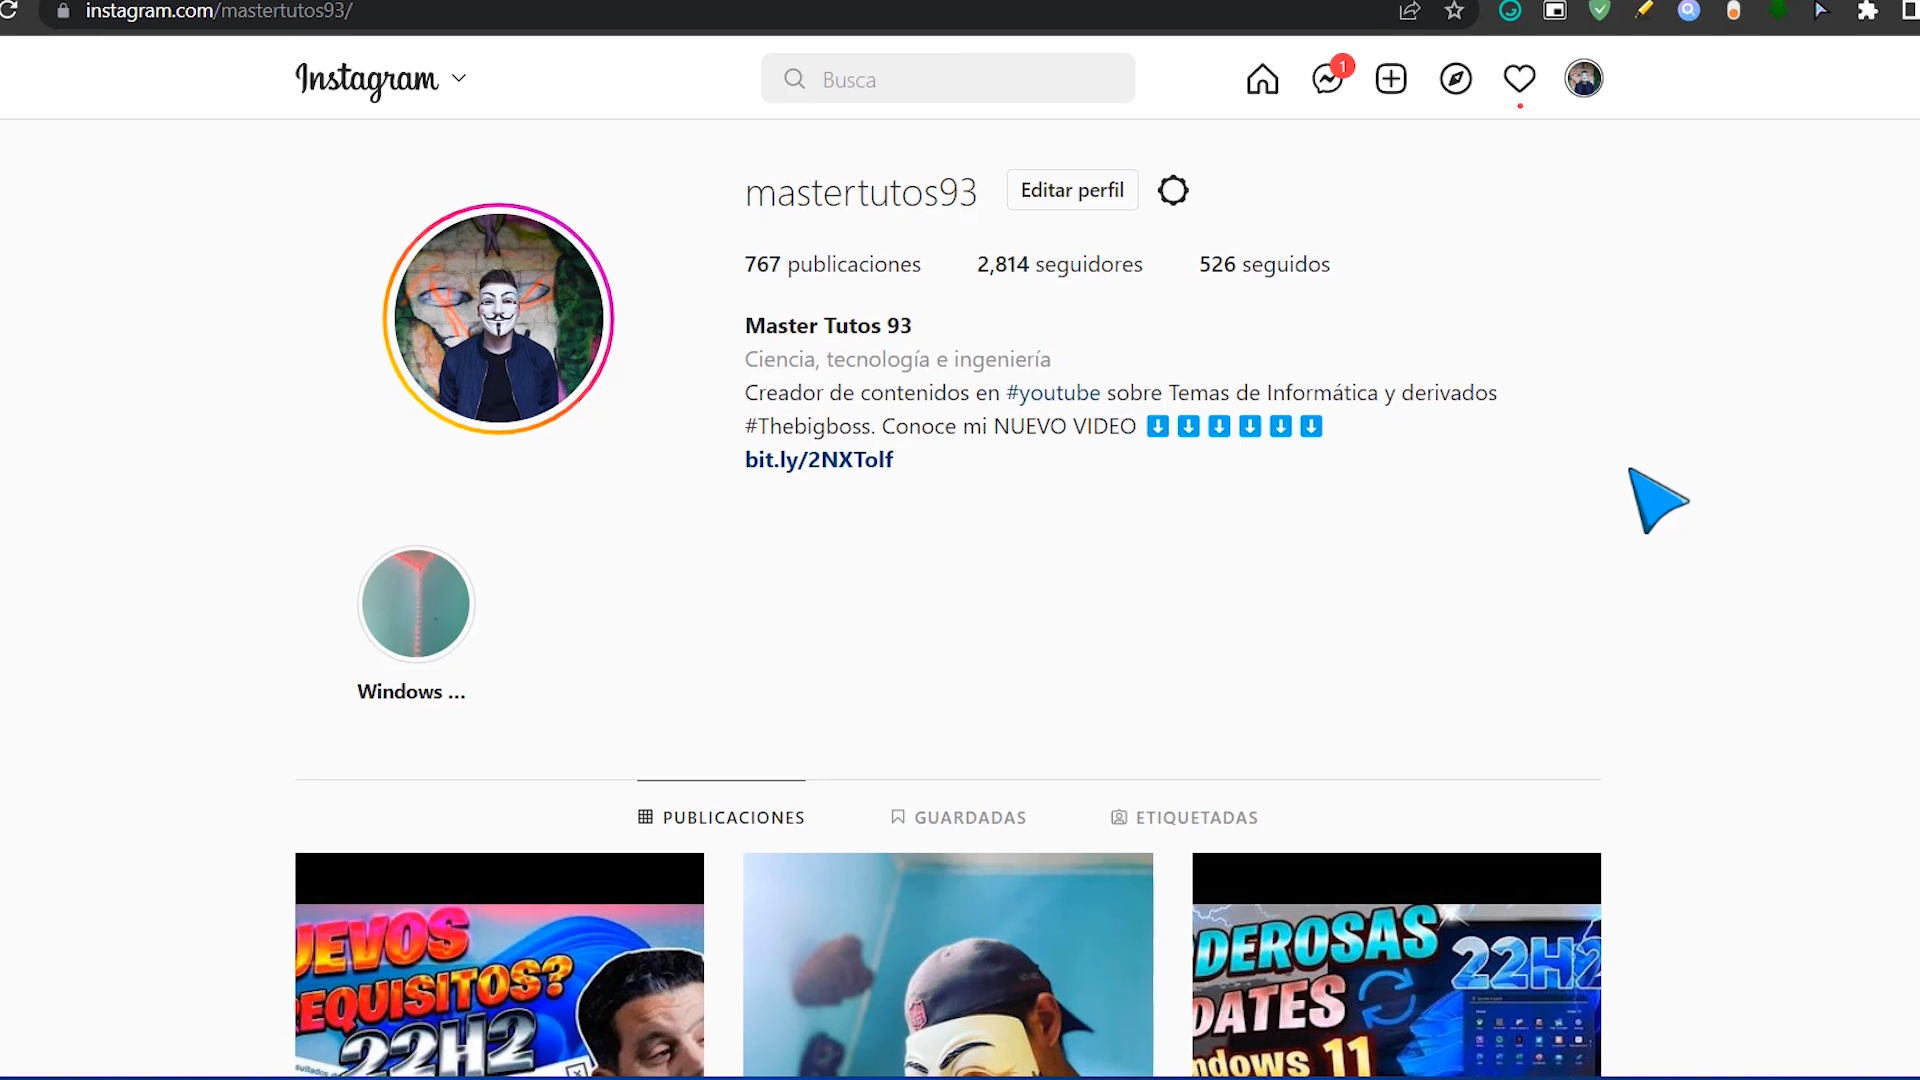 instagram.com/mastertutos93/
Instagram
Busca
1
mastertutos93
Editar perfil
767 publicaciones
2,814 seguidores
526 seguidos
Master Tutos 93
Ciencia, tecnología e ingeniería
Creador de contenidos en #youtube sobre Temas de Informática y derivados
#Thebigboss. Conoce mi NUEVO VIDEO ⬇️⬇️⬇️⬇️⬇️⬇️
bit.ly/2NXTolf
Windows ...
PUBLICACIONES
GUARDADAS
ETIQUETADAS
UEVOS
EQUISITOS?
22H2
DEROSAS
22H2
DATES
ndows 11